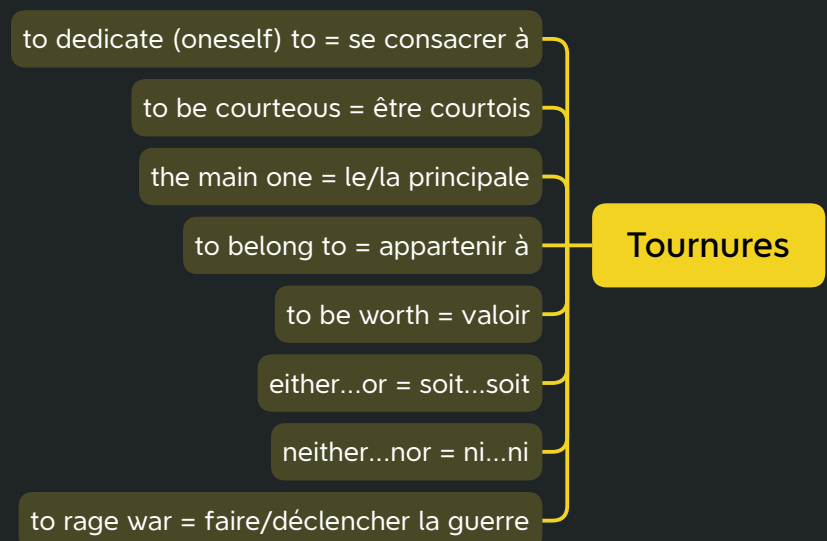 to dedicate (oneself) to = se consacrer à
to be courteous = être courtois
the main one = le/la principale
to belong to = appartenir à
Tournures
to be worth = valoir
either...or = soit...soit
neither...nor = ni...ni
to rage war = faire/déclencher la guerre